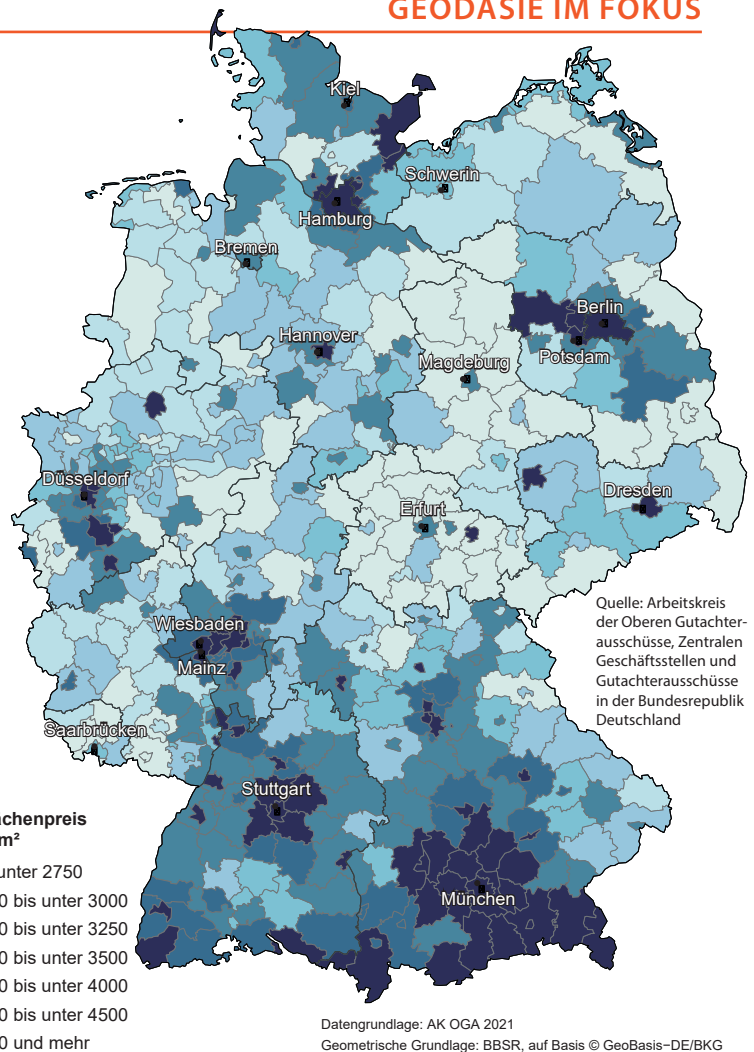 GEODÄSIE IM FOKUS
Kiel
Schwerin
Hamburg
Bremen
Berlin
Hannover
Potsdam
Magdeburg
Düsseldorf
Dresden
Erfurt
Quelle: Arbeitskreis
der Oberen Gutachter-
ausschüsse, Zentralen
Geschäftsstellen und
Gutachterausschüsse
in der Bundesrepublik
Deutschland
Wiesbaden
Mainz
Saarbrücken
Stuttgart
München
m²
unter 2750
bis unter 3000
bis unter 3250
bis unter 3500
bis unter 4000
bis unter 4500
und mehr
Datengrundlage: AK OGA 2021
Geometrische Grundlage: BBSR, auf Basis © GeoBasis-DE/BKG